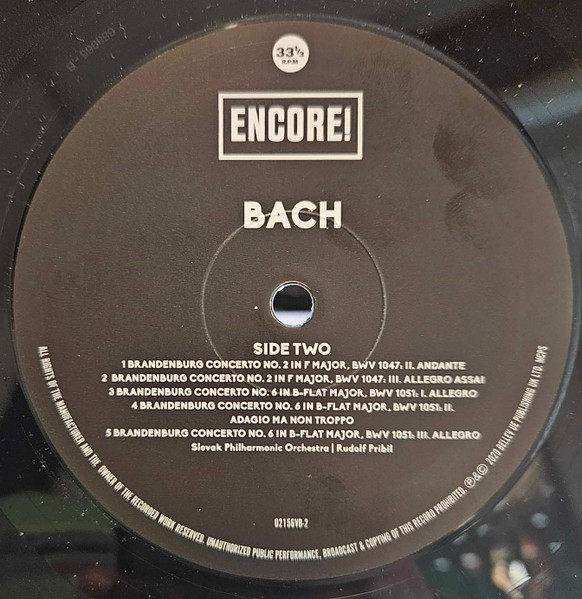 33⅓
R.P.M
ENCORE!
BACH
SIDE TWO
1 BRANDENBURG CONCERTO NO. 2 IN F MAJOR, BWV 1047: II. ANDANTE
2 BRANDENBURG CONCERTO NO. 2 IN F MAJOR, BWV 1047: III. ALLEGRO ASSAI
3 BRANDENBURG CONCERTO NO. 6 IN B-FLAT MAJOR, BWV 1051: I. ALLEGRO
4 BRANDENBURG CONCERTO NO. 6 IN B-FLAT MAJOR, BWV 1051: II.
ADAGIO MA NON TROPPO
5 BRANDENBURG CONCERTO NO. 6 IN B-FLAT MAJOR, BWV 1051: III. ALLEGRO
Slovak Philharmonic Orchestra | Rudolf Pribil
02156VB-2
ALL RIGHTS OF THE MANUFACTURER AND THE OWNER OF THE RECORDED WORK RESERVED. UNAUTHORIZED PUBLIC PERFORMANCE, BROADCAST & COPYING OF THIS RECORD PROHIBITED. ℗&© 2020 BELLEVUE PUBLISHING UK LTD. MCPS